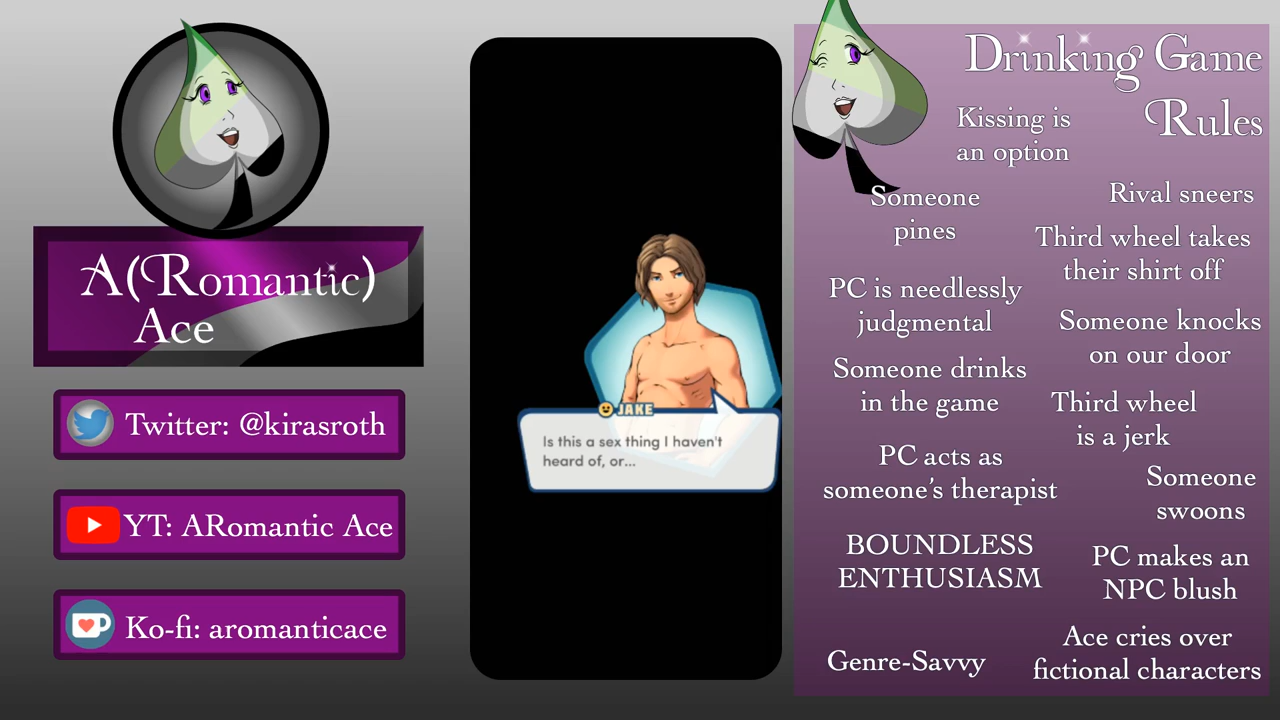 A(Romantic)
Ace
Twitter: @kirasroth
YT: ARomantic Ace
Ko-fi: aromanticace
JAKE
Is this a sex thing I haven't
heard of, or...
Drinking Game
Rules
Kissing is
an option
Someone
pines
Rival sneers
Third wheel takes
their shirt off
PC is needlessly
judgmental
Someone knocks
on our door
Someone drinks
in the game
Third wheel
is a jerk
PC acts as
someone's therapist
Someone
swoons
BOUNDLESS
ENTHUSIASM
PC makes an
NPC blush
Genre-Savvy
Ace cries over
fictional characters